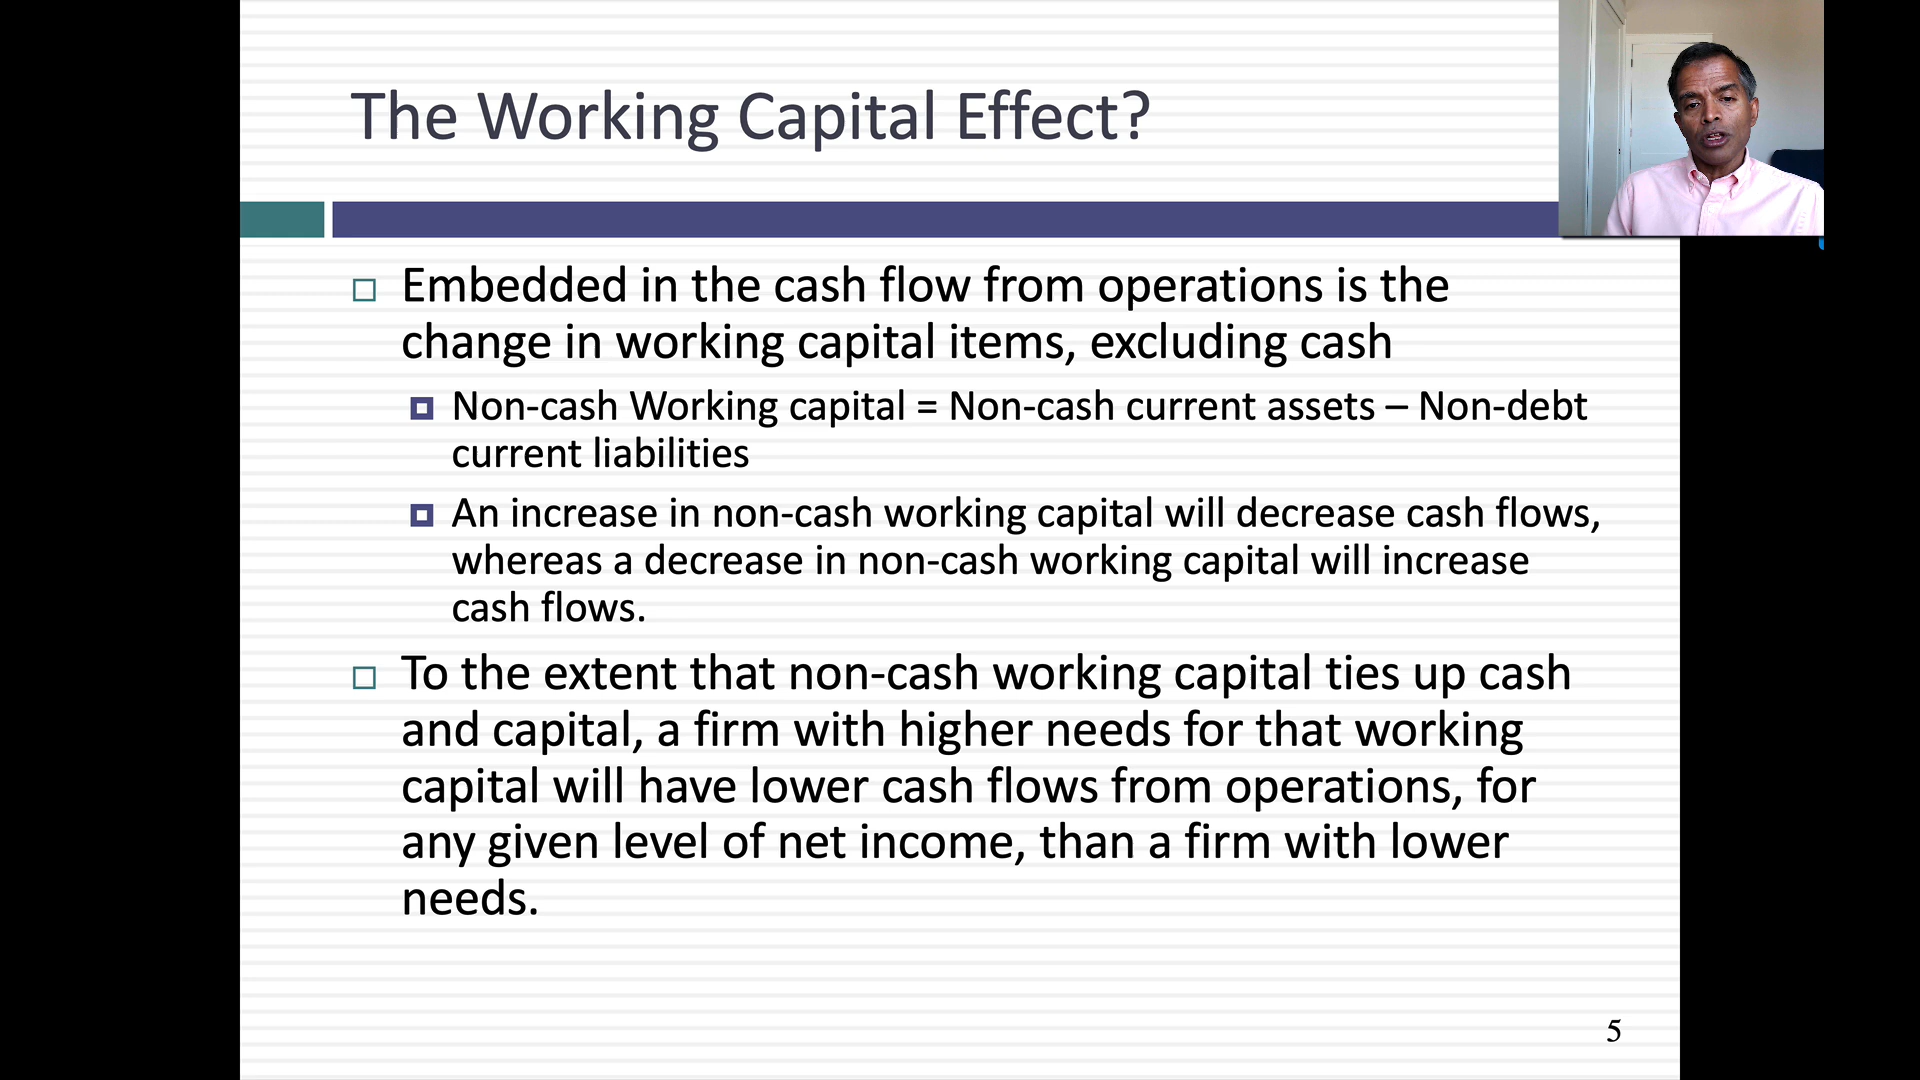 The Working Capital Effect?
Embedded in the cash flow from operations is the
change in working capital items, excluding cash
Non-cash Working capital = Non-cash current assets – Non-debt
current liabilities
An increase in non-cash working capital will decrease cash flows,
whereas a decrease in non-cash working capital will increase
cash flows.
To the extent that non-cash working capital ties up cash
and capital, a firm with higher needs for that working
capital will have lower cash flows from operations, for
any given level of net income, than a firm with lower
needs.
5